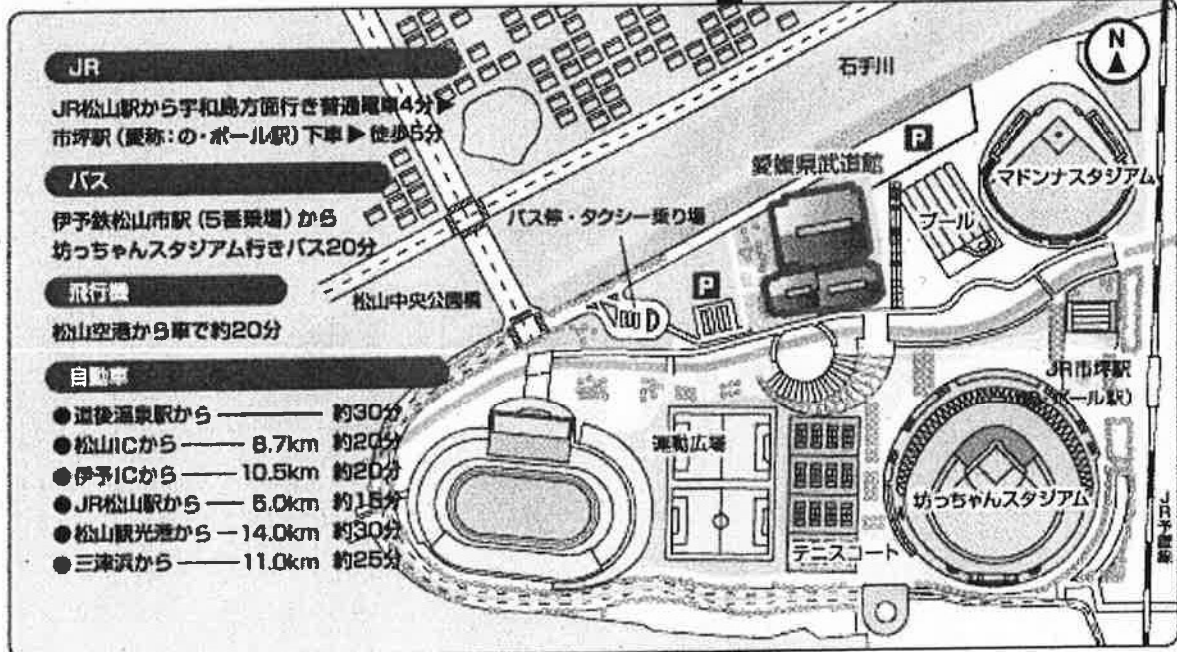 JR
JR松山駅から宇和島方面行き普通電車4分▶
市坪駅(愛称:の・ボール駅)下車▶徒歩5分
バス
伊予鉄松山市駅(5番乗場)から
坊っちゃんスタジアム行きバス20分
飛行機
松山空港から車で約20分
自動車
●道後温泉駅から 約30分
●松山ICから 8.7km 約20分
●伊予ICから 10.5km 約20分
●JR松山駅から 5.0km 約15分
●松山観光港から 14.0km 約30分
●三津浜から 11.0km 約25分
N
石手川
P
愛媛県武道館
マドンナスタジアム
プール
バス停・タクシー乗り場
P
松山中央公園橋
JR市坪駅
ボール駅)
運動広場
坊っちゃんスタジアム
テニスコート
JR予讃線